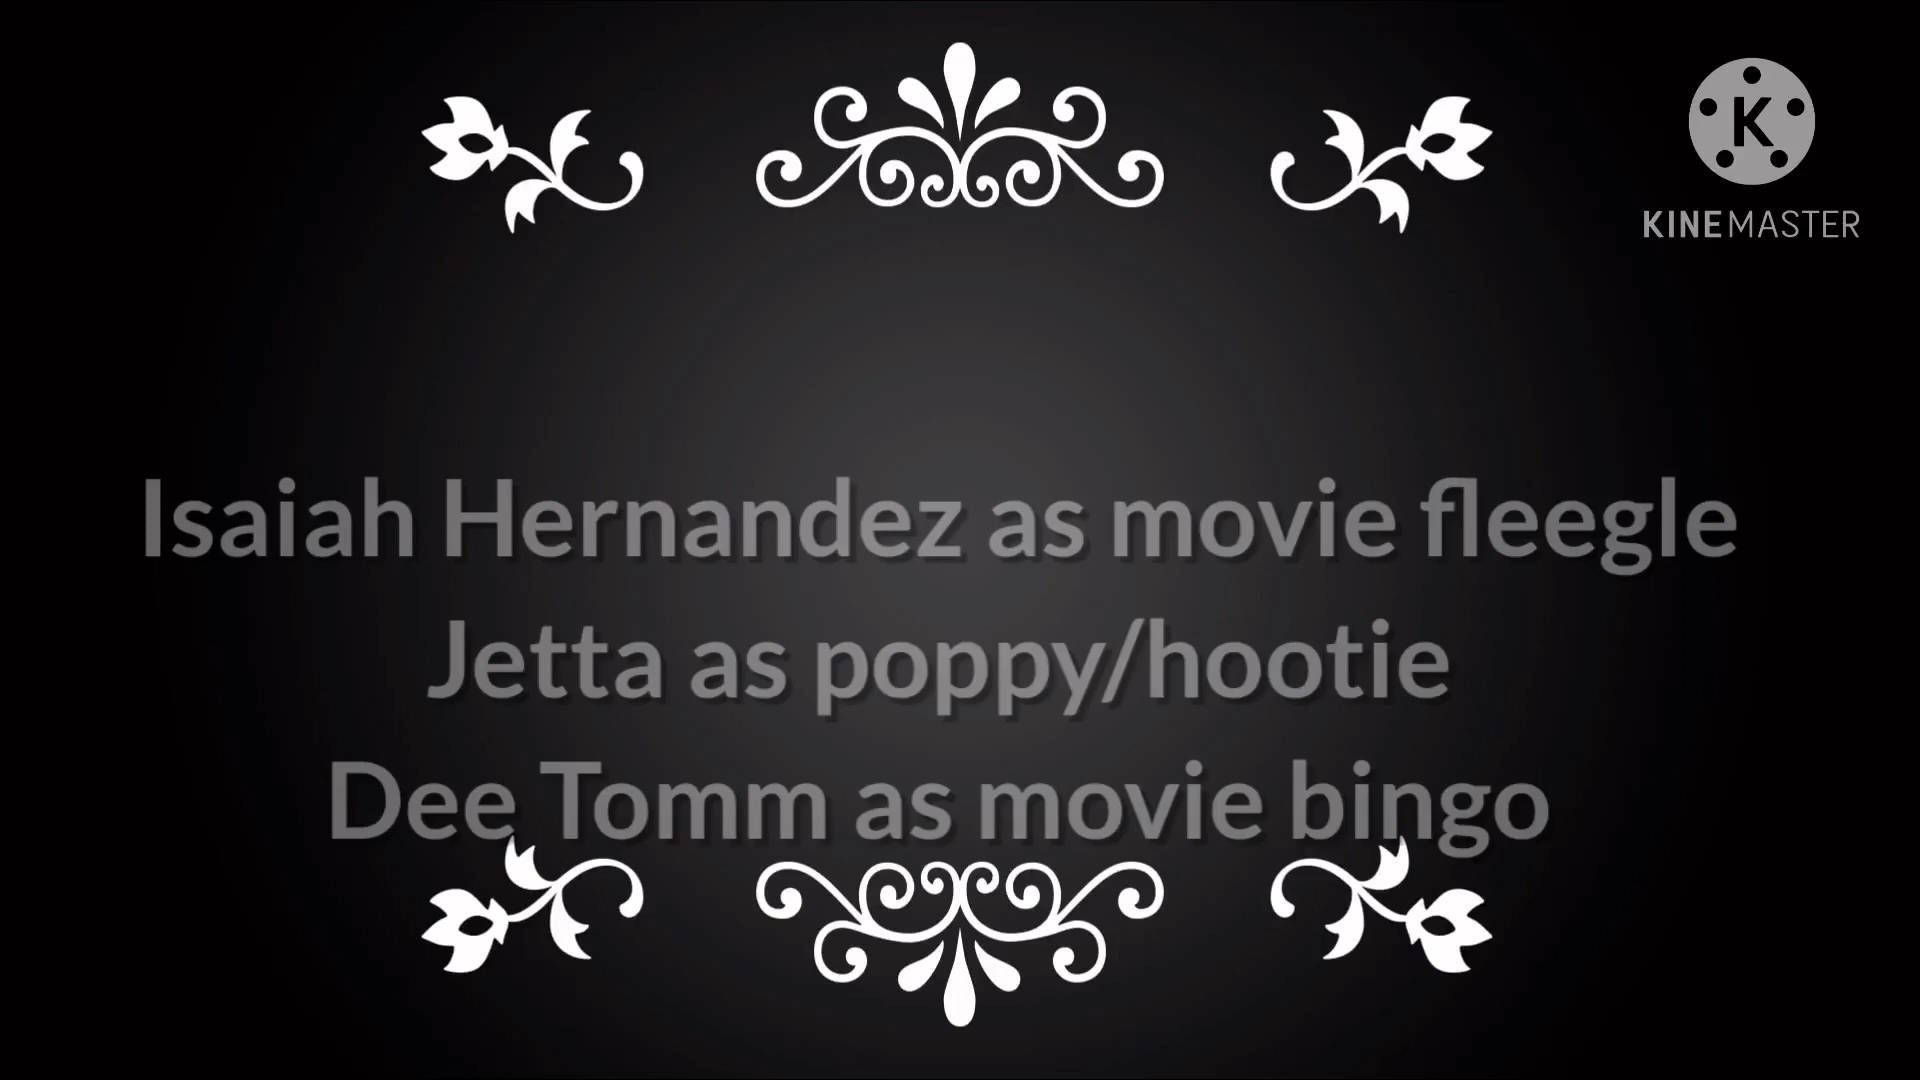 K
KINEMASTER
Isaiah Hernandez as movie fleegle
Jetta as poppy/hootie
Dee Tomm as movie bingo